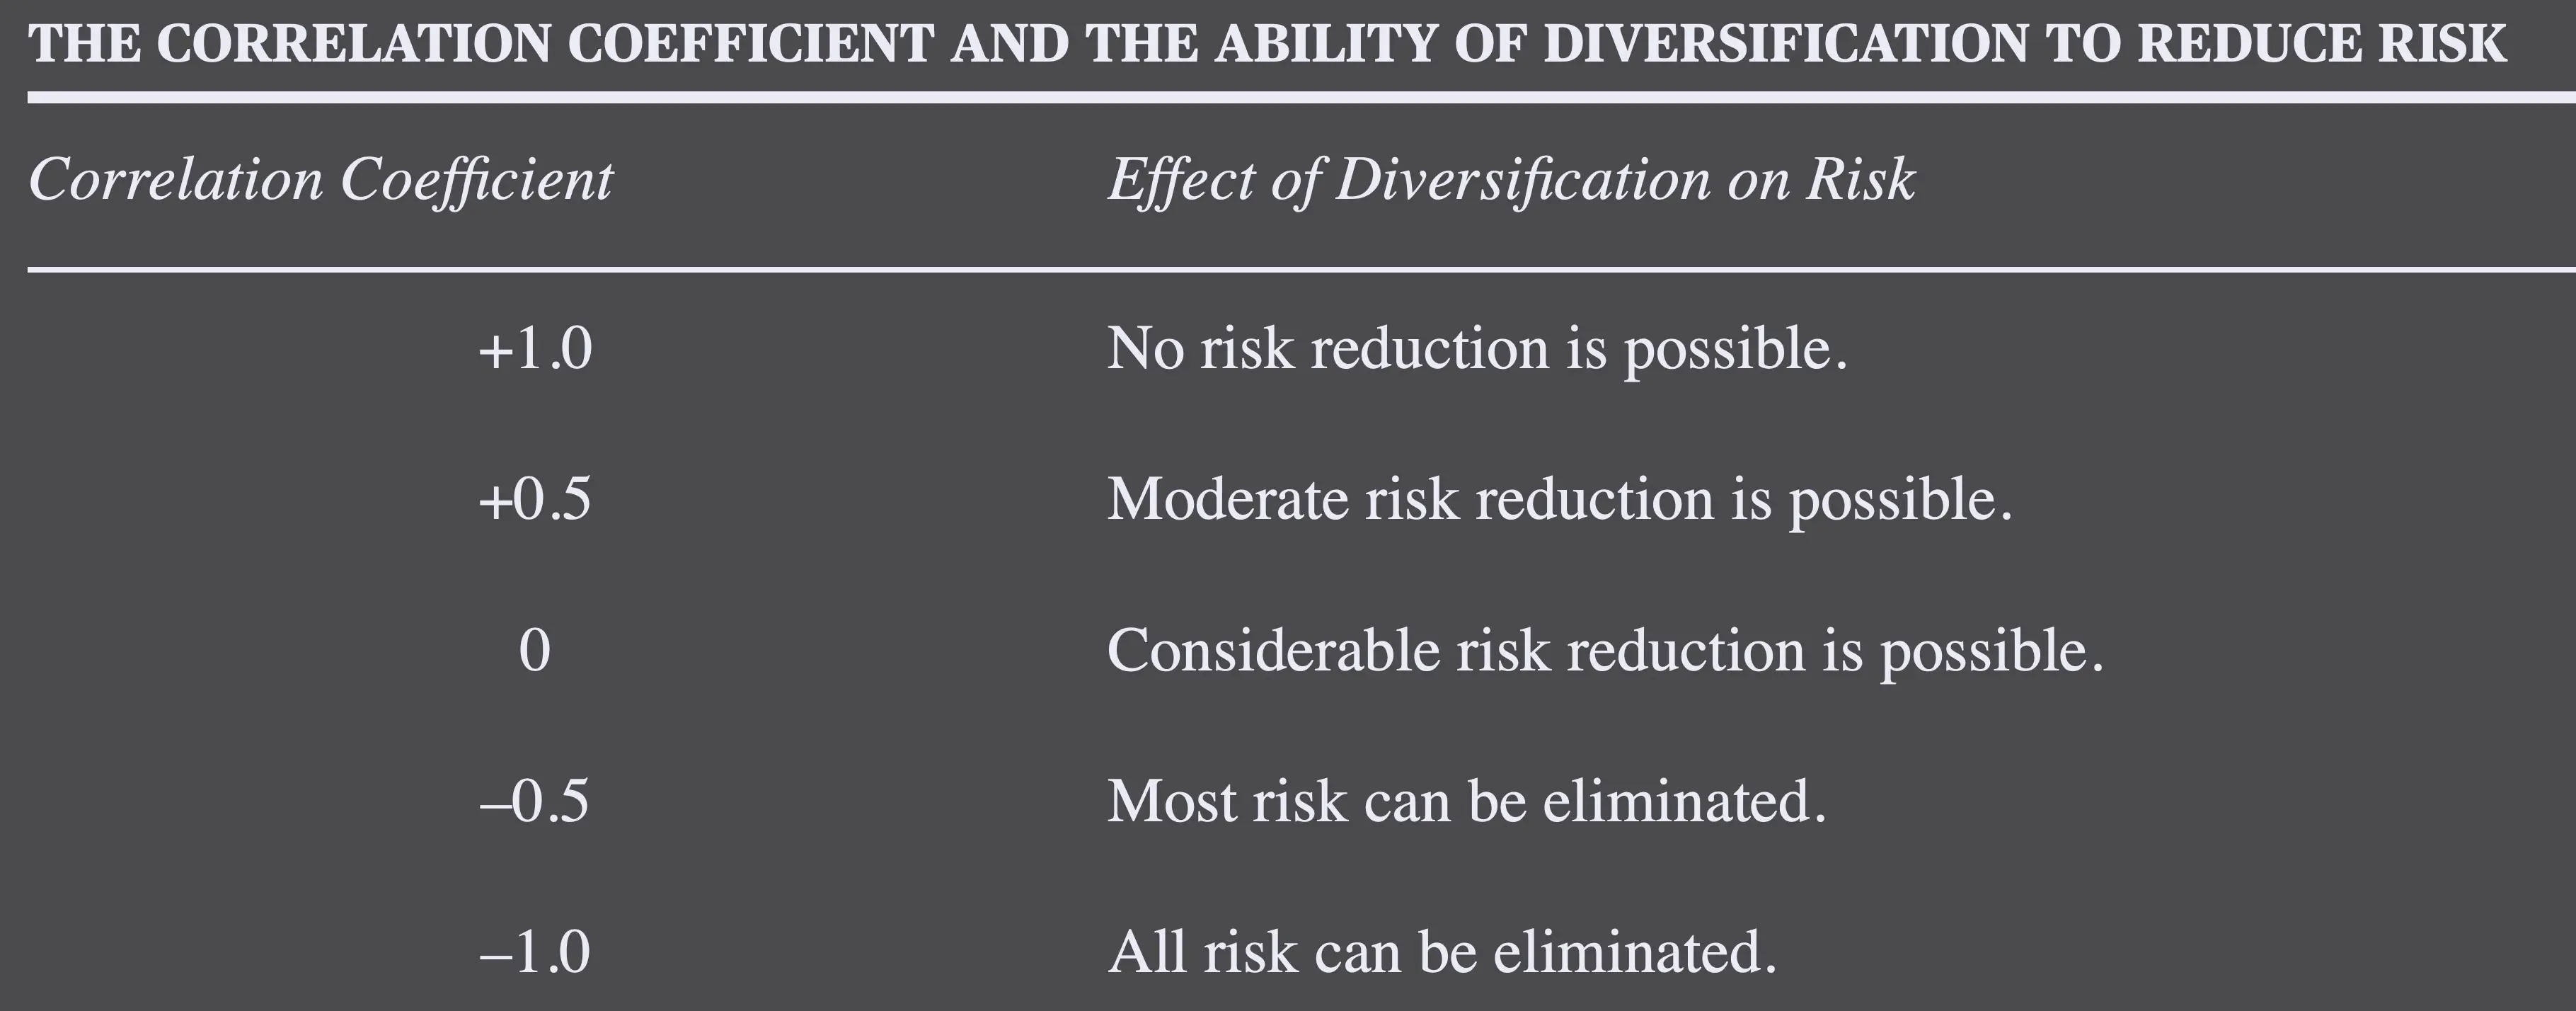 THE CORRELATION COEFFICIENT AND THE ABILITY OF DIVERSIFICATION TO REDUCE RISK
Correlation Coefficient Effect of Diversification on Risk
+1.0 No risk reduction is possible.
+0.5 Moderate risk reduction is possible.
0 Considerable risk reduction is possible.
–0.5 Most risk can be eliminated.
–1.0 All risk can be eliminated.